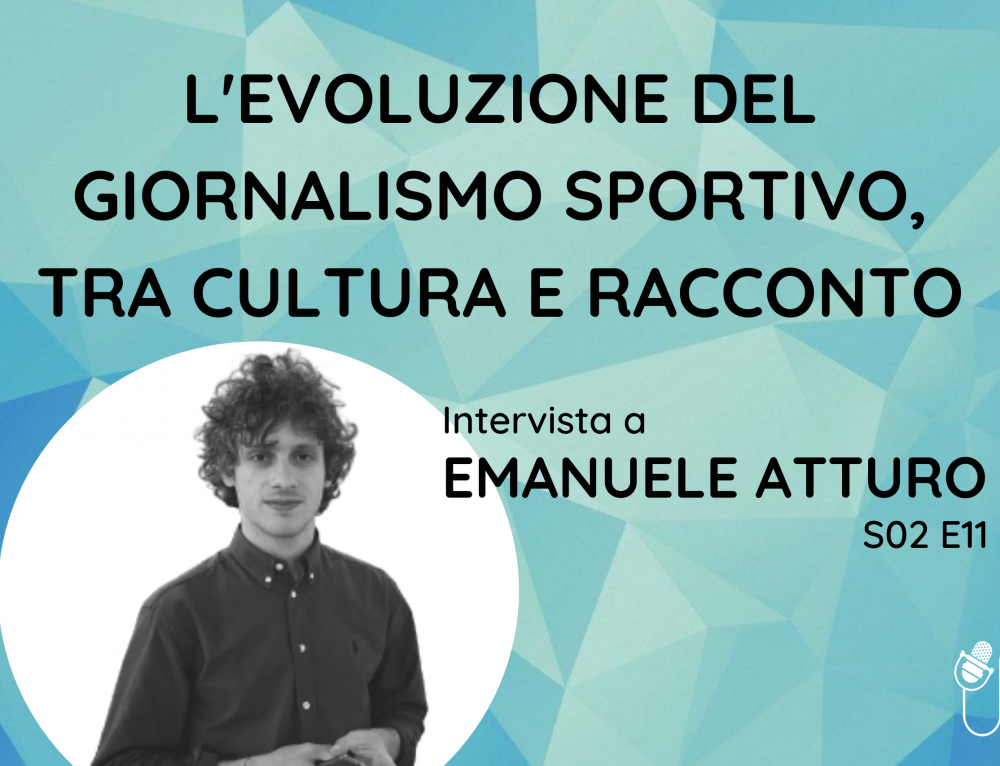 L'EVOLUZIONE DEL
GIORNALISMO SPORTIVO,
TRA CULTURA E RACCONTO
Intervista a
EMANUELE ATTURO
S02 E11